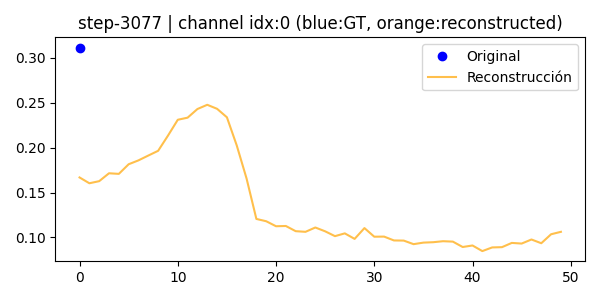 step-3077 | channel idx:0 (blue:GT, orange:reconstructed)
Original
Reconstrucción
0.30
0.25
0.20
0.15
0.10
0 10 20 30 40 50